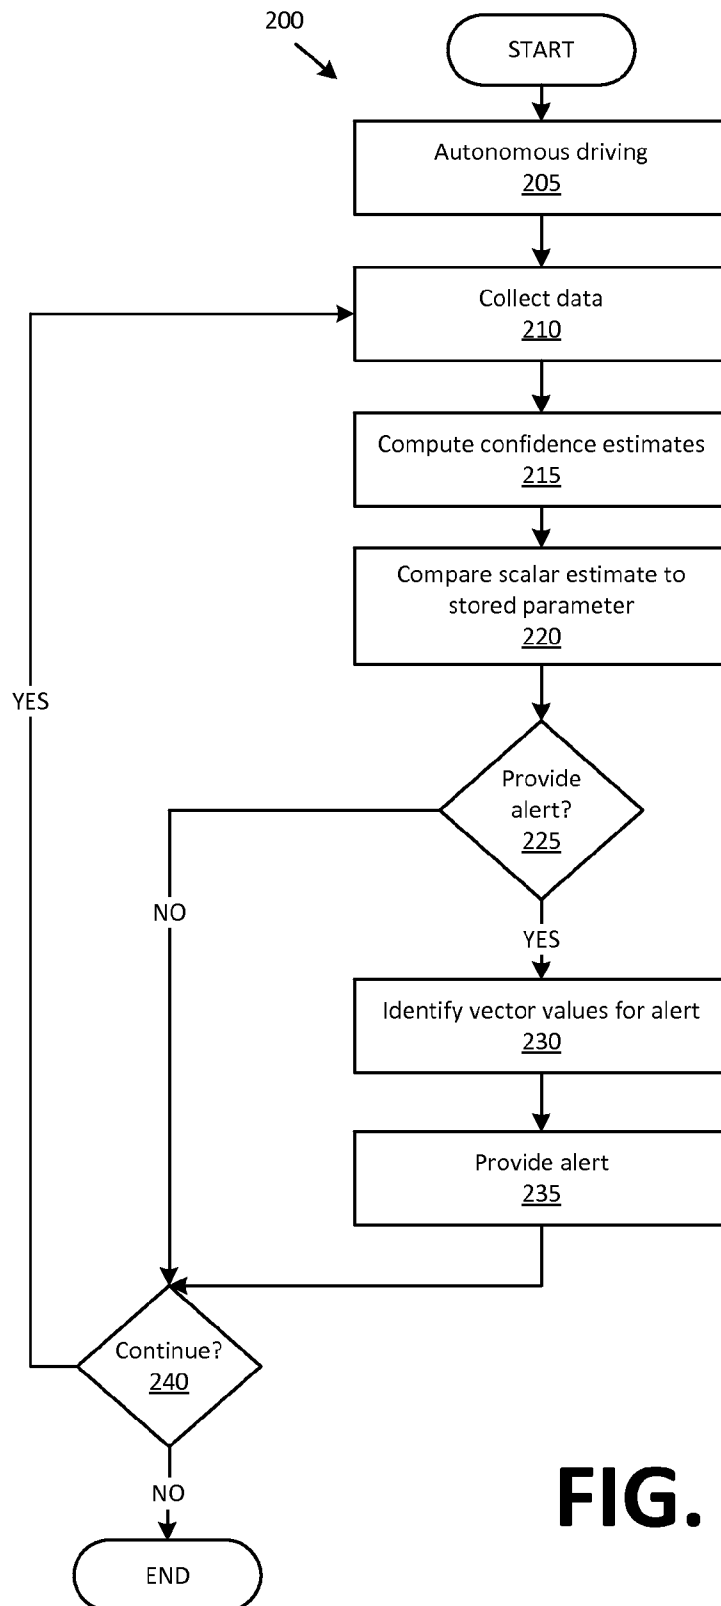 200
START
Autonomous driving
205
Collect data
210
Compute confidence estimates
215
Compare scalar estimate to
stored parameter
220
YES
Provide
alert?
225
NO
YES
Identify vector values for alert
230
Provide alert
235
Continue?
240
NO
END
FIG.